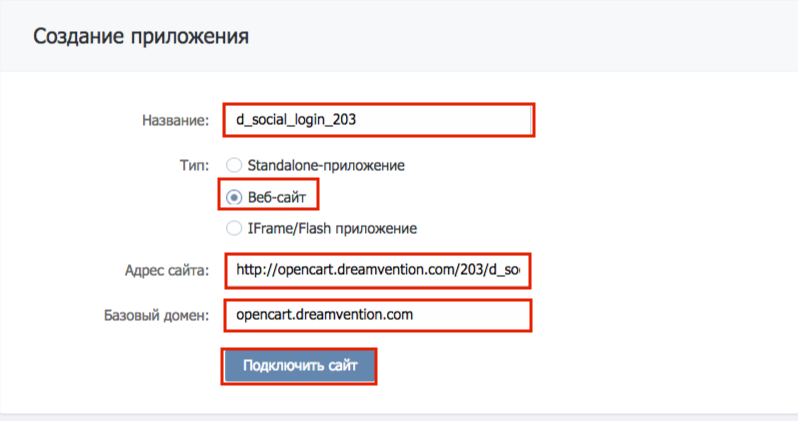 Создание приложения
Название: d_social_login_203
Тип: Standalone-приложение
Веб-сайт
IFrame/Flash приложение
Адрес сайта: http://opencart.dreamvention.com/203/d_so
Базовый домен: opencart.dreamvention.com
Подключить сайт